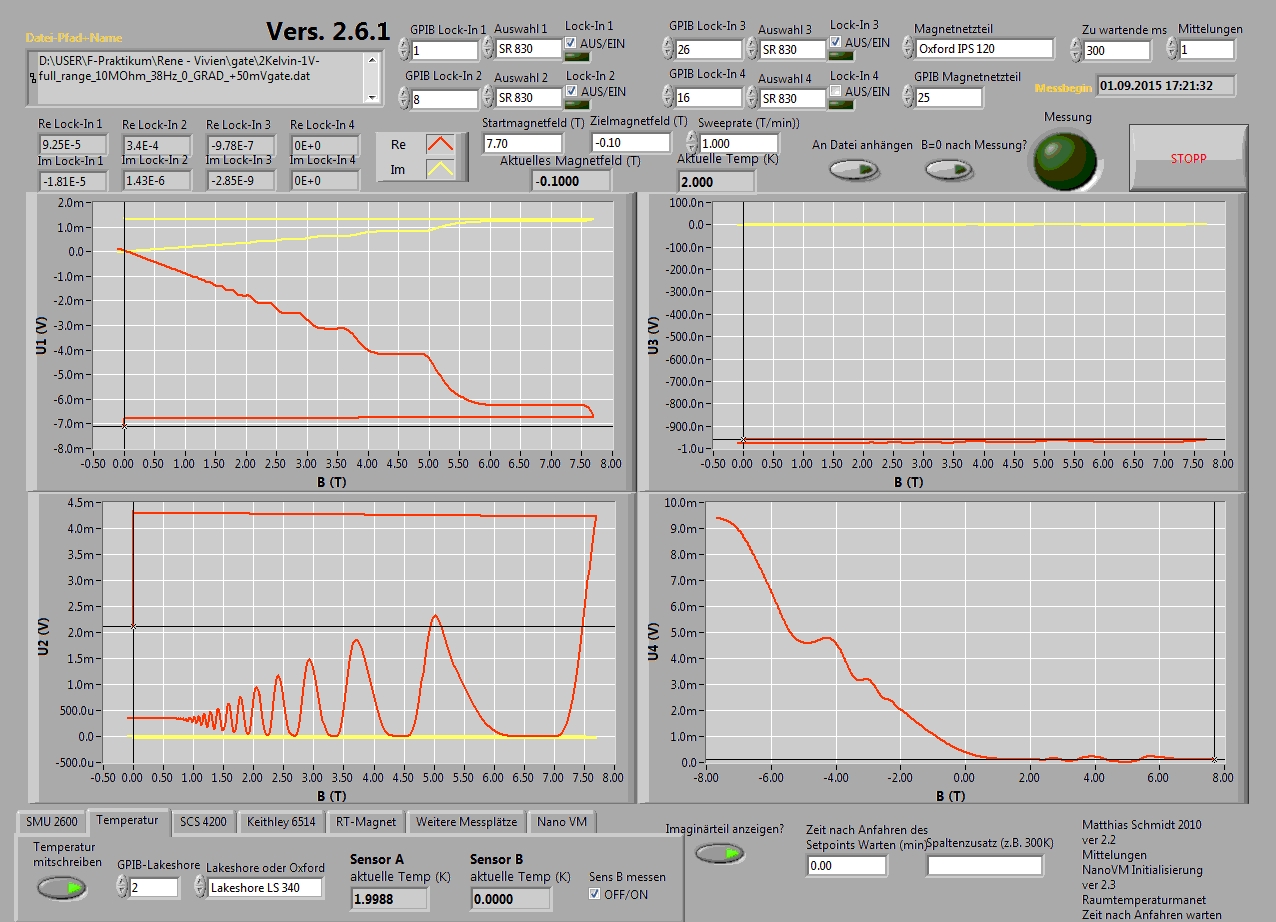 Datei-Pfad-+Name
Vers. 2.6.1
D:\USER\F-Praktikum\Rene - Vivien\gate\2Kelvin-1V-
full_range_10MOhm_38Hz_0_GRAD_+50mVgate.dat
GPIB Lock-In 1 Auswahl 1 Lock-In 1
1 SR 830 AUS/EIN
GPIB Lock-In 2 Auswahl 2 Lock-In 2
8 SR 830 AUS/EIN
GPIB Lock-In 3 Auswahl 3 Lock-In 3
26 SR 830 AUS/EIN
GPIB Lock-In 4 Auswahl 4 Lock-In 4
16 SR 830 AUS/EIN
Magnetnetzteil
Oxford IPS 120
GPIB Magnetnetzteil
25
Zu wartende ms Mittelungen
300 1
Messbegin 01.09.2015 17:21:32
Re Lock-In 1 Re Lock-In 2 Re Lock-In 3 Re Lock-In 4
9.25E-5 3.4E-4 -9.78E-7 0E+0
Im Lock-In 1 Im Lock-In 2 Im Lock-In 3 Im Lock-In 4
-1.81E-5 1.43E-6 -2.85E-9 0E+0
Re
Im
Startmagnetfeld (T) Zielmagnetfeld (T) Sweeprate (T/min))
7.70 -0.10 1.000
Aktuelles Magnetfeld (T) Aktuelle Temp (K)
-0.1000 2.000
An Datei anhängen B=0 nach Messung?
Messung
STOPP
U1 (V)
2.0m
1.0m
0.0
-1.0m
-2.0m
-3.0m
-4.0m
-5.0m
-6.0m
-7.0m
-8.0m
-0.50 0.00 0.50 1.00 1.50 2.00 2.50 3.00 3.50 4.00 4.50 5.00 5.50 6.00 6.50 7.00 7.50 8.00
B (T)
U3 (V)
100.0n
0.0
-100.0n
-200.0n
-300.0n
-400.0n
-500.0n
-600.0n
-700.0n
-800.0n
-900.0n
-1.0u
-0.50 0.00 0.50 1.00 1.50 2.00 2.50 3.00 3.50 4.00 4.50 5.00 5.50 6.00 6.50 7.00 7.50 8.00
B (T)
U2 (V)
4.5m
4.0m
3.5m
3.0m
2.5m
2.0m
1.5m
1.0m
500.0u
0.0
-500.0u
-0.50 0.00 0.50 1.00 1.50 2.00 2.50 3.00 3.50 4.00 4.50 5.00 5.50 6.00 6.50 7.00 7.50 8.00
B (T)
U4 (V)
10.0m
9.0m
8.0m
7.0m
6.0m
5.0m
4.0m
3.0m
2.0m
1.0m
0.0
-8.00 -6.00 -4.00 -2.00 0.00 2.00 4.00 6.00 8.00
B (T)
SMU 2600 Temperatur SCS 4200 Keithley 6514 RT-Magnet Weitere Messplätze Nano VM
Temperatur
mitschreiben
GPIB-Lakeshore Lakeshore oder Oxford
2 Lakeshore LS 340
Sensor A
aktuelle Temp (K)
1.9988
Sensor B
aktuelle Temp (K)
0.0000
Sens B messen
OFF/ON
Imaginärteil anzeigen?
Zeit nach Anfahren des
Setpoints Warten (min)
0.00
Spaltenzusatz (z.B. 300K)
Matthias Schmidt 2010
ver 2.2
Mittelungen
NanoVM Initialisierung
ver 2.3
Raumtemperaturmanet
Zeit nach Anfahren warten